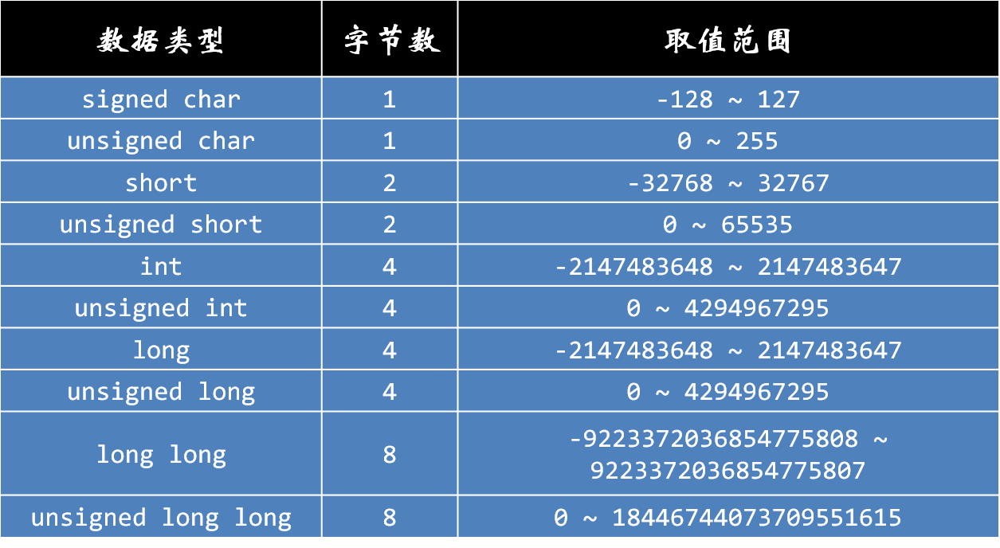 数据类型 字节数 取值范围
signed char 1 -128 ~ 127
unsigned char 1 0 ~ 255
short 2 -32768 ~ 32767
unsigned short 2 0 ~ 65535
int 4 -2147483648 ~ 2147483647
unsigned int 4 0 ~ 4294967295
long 4 -2147483648 ~ 2147483647
unsigned long 4 0 ~ 4294967295
long long 8 -9223372036854775808 ~
9223372036854775807
unsigned long long 8 0 ~ 18446744073709551615